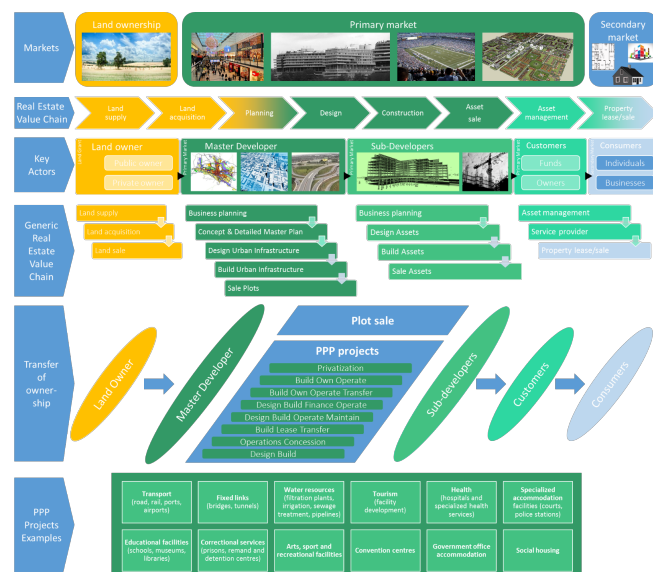 Markets
Land ownership
Primary market
Secondary
market
Real Estate
Value Chain
Land
supply
Land
acquisition
Planning
Design
Construction
Asset
sale
Asset
management
Property
lease/sale
Key
Actors
Land owner
Public owner
Private owner
Primary Market
Master Developer
Primary Market
Sub-Developers
Primary Market
Customers
Funds
Owners
Consumers
Individuals
Businesses
Generic
Real
Estate
Value
Chain
Land supply
Land acquisition
Land sale
Business planning
Concept & Detailed Master Plan
Design Urban Infrastructure
Build Urban Infrastructure
Sale Plots
Business planning
Design Assets
Build Assets
Sale Assets
Asset management
Service provider
Property lease/sale
Transfer
of
owner-
ship
Land Owner
Master Developer
Plot sale
PPP projects
Privatization
Build Own Operate
Build Own Operate Transfer
Design Build Finance Operate
Design Build Operate Maintain
Build Lease Transfer
Operations Concession
Design Build
Sub-developers
Customers
Consumers
PPP
Projects
Examples
Transport
(road, rail, ports,
airports)
Fixed links
(bridges, tunnels)
Water resources
(filtration plants,
irrigation, sewage
treatment, pipelines)
Tourism
(facility
development)
Health
(hospitals and
specialized health
services)
Specialized
accommodation
facilities (courts,
police stations)
Educational facilities
(schools, museums,
libraries)
Correctional services
(prisons, remand and
detention centres)
Arts, sport and
recreational facilities
Convention centres
Government office
accommodation
Social housing